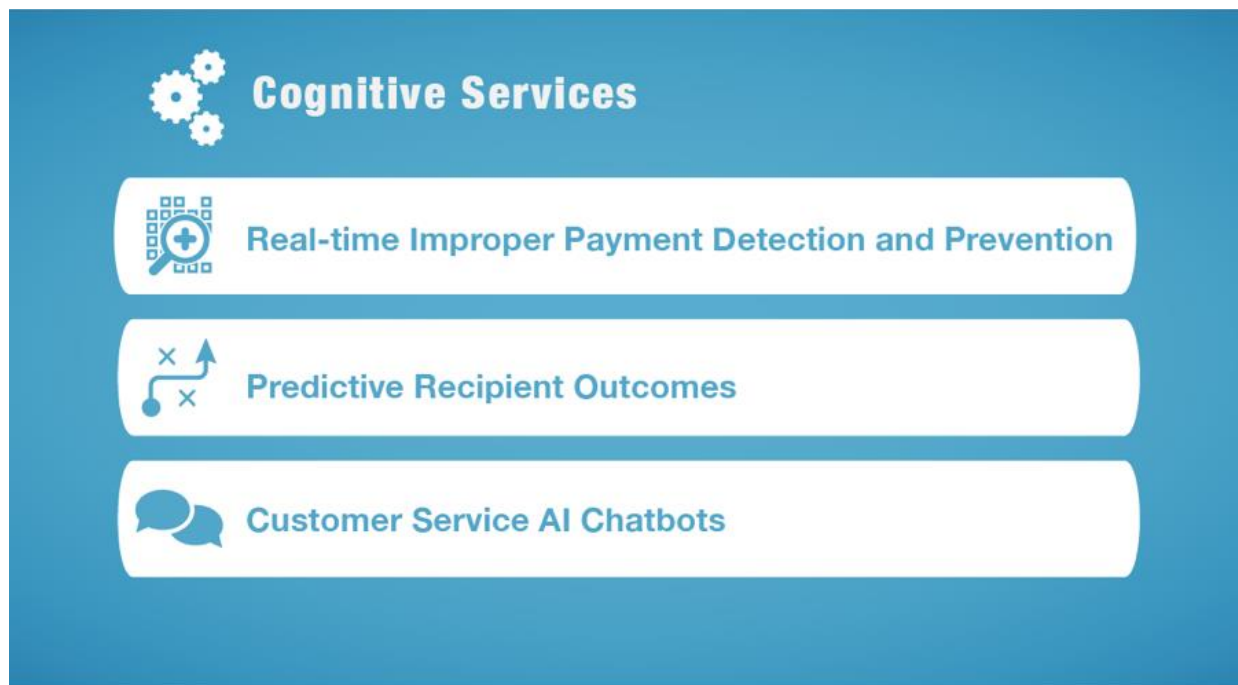 Cognitive Services
Real-time Improper Payment Detection and Prevention
Predictive Recipient Outcomes
Customer Service AI Chatbots